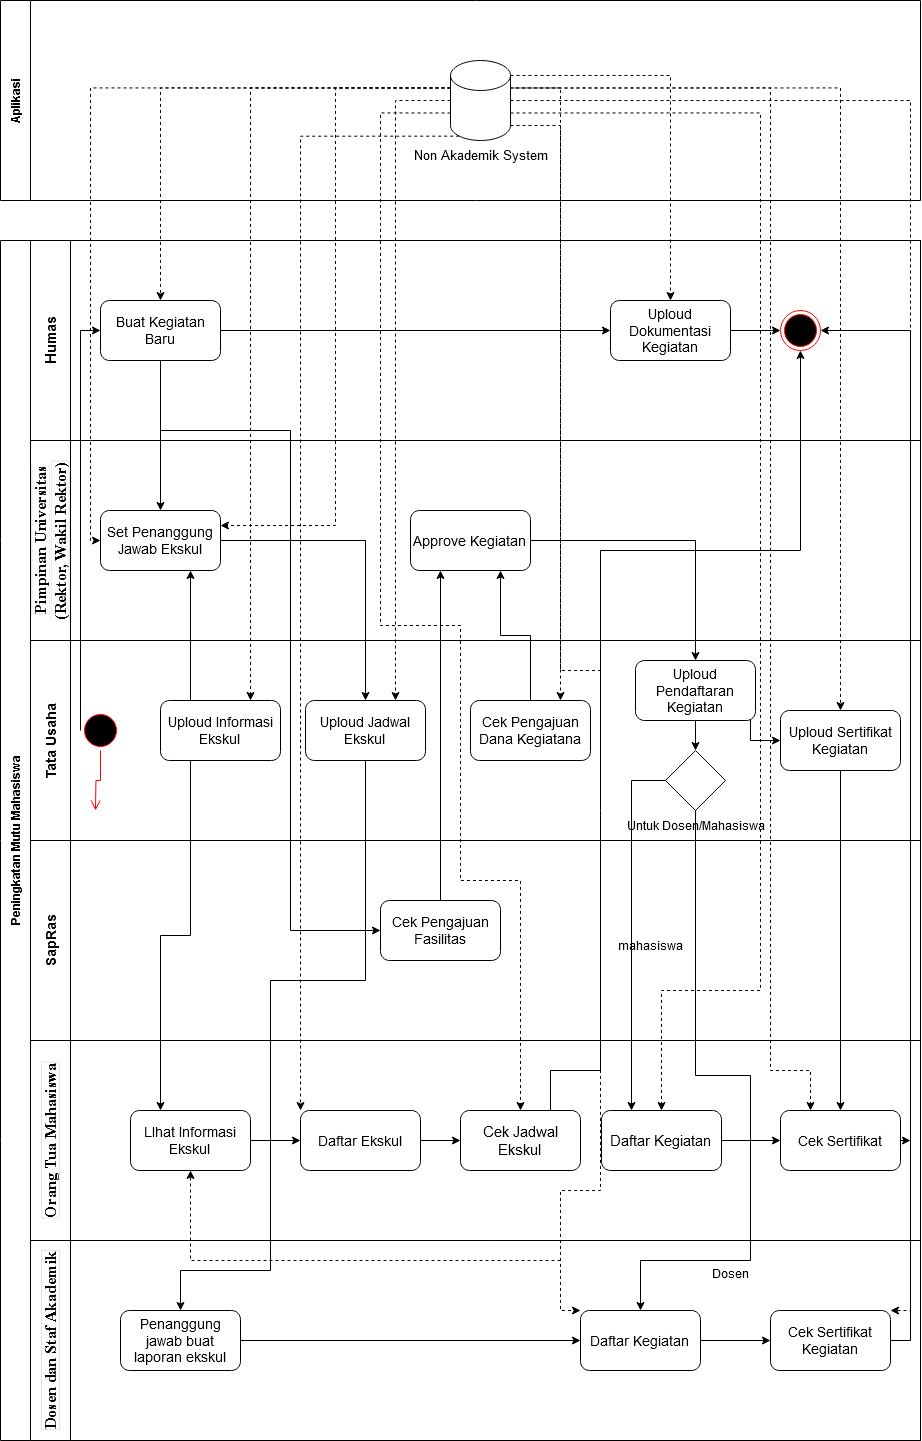 Aplikasi
Non Akademik System
Peningkatan Mutu Mahasiswa
Humas
Buat Kegiatan
Baru
Uploud
Dokumentasi
Kegiatan
Pimpinan Universitas
(Rektor, Wakil Rektor)
Set Penanggung
Jawab Ekskul
Approve Kegiatan
Tata Usaha
Uploud Informasi
Ekskul
Uploud Jadwal
Ekskul
Cek Pengajuan
Dana Kegiatana
Uploud
Pendaftaran
Kegiatan
Uploud Sertifikat
Kegiatan
Untuk Dosen/Mahasiswa
SapRas
Cek Pengajuan
Fasilitas
mahasiswa
Orang Tua Mahasiswa
LIhat Informasi
Ekskul
Daftar Ekskul
Cek Jadwal
Ekskul
Daftar Kegiatan
Cek Sertifikat
Dosen dan Staf Akademik
Dosen
Penanggung
jawab buat
laporan ekskul
Daftar Kegiatan
Cek Sertifikat
Kegiatan